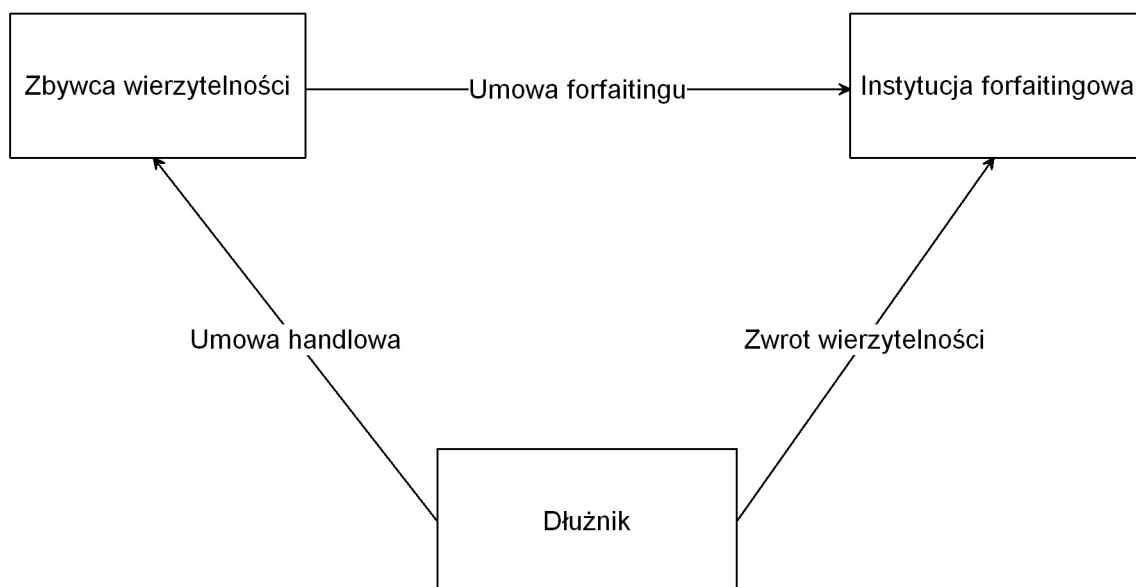 Zbywca wierzytelności
Umowa forfaitingu
Instytucja forfaitingowa
Umowa handlowa
Zwrot wierzytelności
Dłużnik